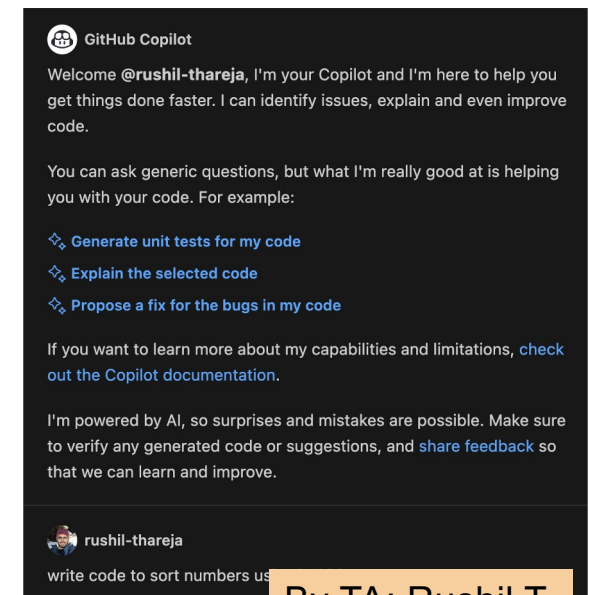 GitHub Copilot
Welcome @rushil-thareja, I'm your Copilot and I'm here to help you
get things done faster. I can identify issues, explain and even improve
code.
You can ask generic questions, but what I'm really good at is helping
you with your code. For example:
Generate unit tests for my code
Explain the selected code
Propose a fix for the bugs in my code
If you want to learn more about my capabilities and limitations, check
out the Copilot documentation.
I'm powered by AI, so surprises and mistakes are possible. Make sure
to verify any generated code or suggestions, and share feedback so
that we can learn and improve.
rushil-thareja
write code to sort numbers us
By TA: Rushil T